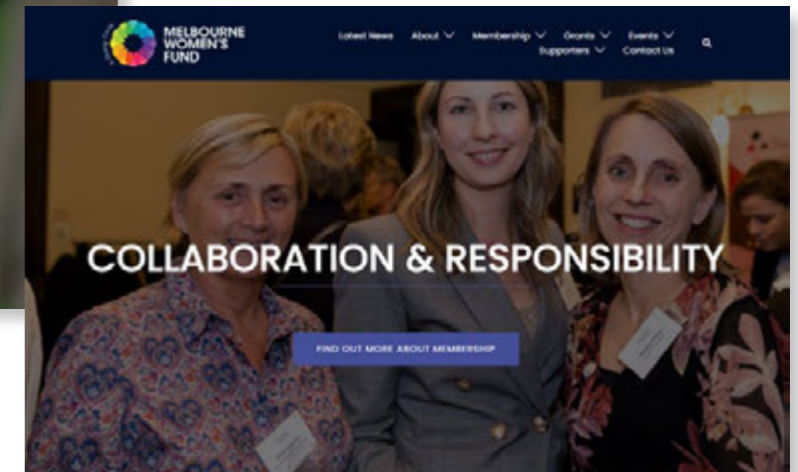 MELBOURNE
WOMEN'S
FUND
Latest News About Membership Grants Events
Supporters Contact Us
COLLABORATION & RESPONSIBILITY
FIND OUT MORE ABOUT MEMBERSHIP